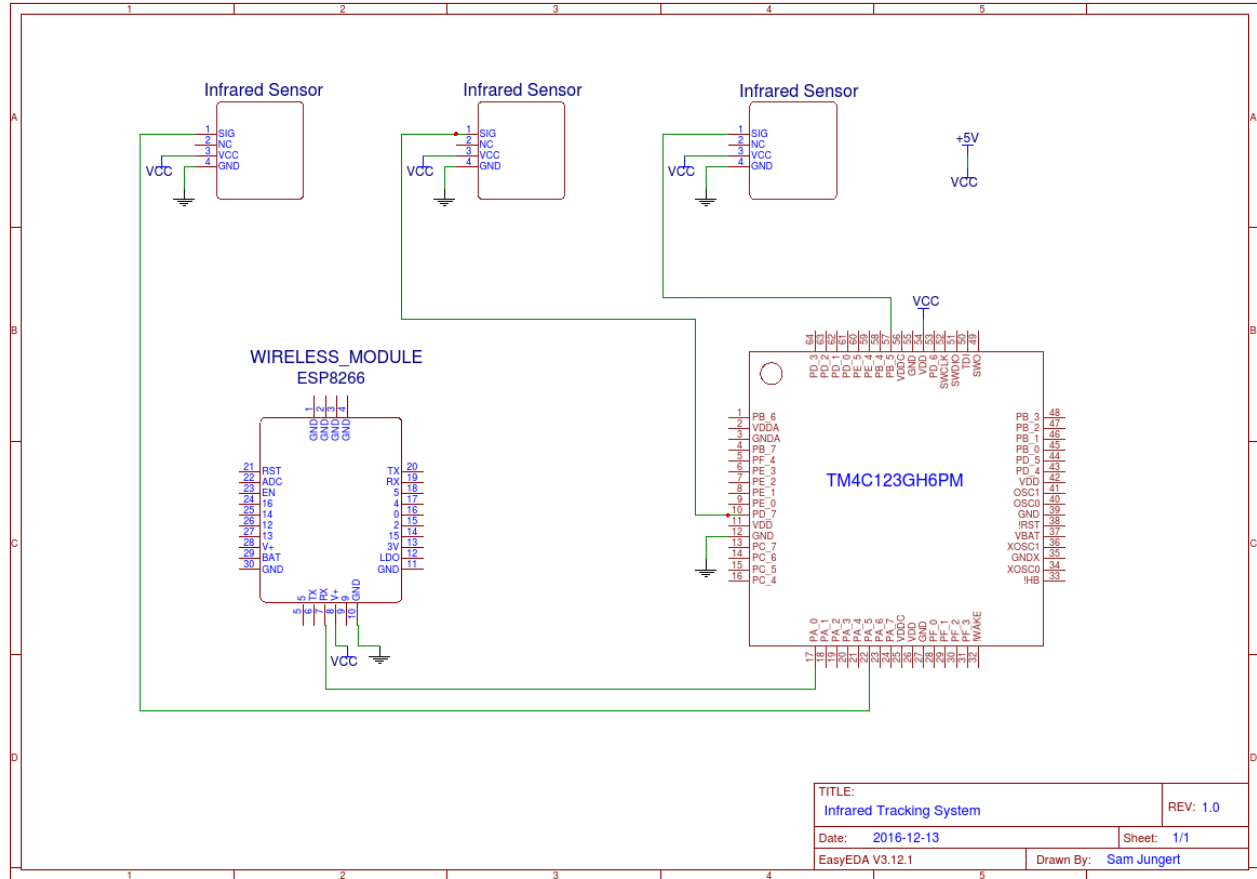 1 2 3 4 5
A
B
C
D
A
B
C
D
Infrared Sensor
1 SIG
2 NC
3 VCC
4 GND
VCC
Infrared Sensor
1 SIG
2 NC
3 VCC
4 GND
VCC
Infrared Sensor
1 SIG
2 NC
3 VCC
4 GND
VCC
+5V
VCC
WIRELESS_MODULE
ESP8266
1 GND
2 GND
3 GND
4 GND
21 RST
22 ADC
23 EN
24 16
25 14
26 12
27 13
28 V+
29 BAT
30 GND
TX 20
RX 19
5 18
4 17
0 16
2 15
15 14
3V 13
LDO 12
GND 11
5 5
TX 6
RX 7
V+ 8
9 9
GND 10
VCC
VCC
64 PD_3
63 PD_2
62 PD_1
61 PD_0
60 PE_5
59 PE_4
58 PB_4
57 PB_5
56 VDDC
55 GND
54 VDD
53 PD_6
52 SWCLK
51 SWDIO
50 TDI
49 SWO
TM4C123GH6PM
1 PB_6
2 VDDA
3 GNDA
4 PB_7
5 PF_4
6 PE_3
7 PE_2
8 PE_1
9 PE_0
10 PD_7
11 VDD
12 GND
13 PC_7
14 PC_6
15 PC_5
16 PC_4
PB_3 48
PB_2 47
PB_1 46
PB_0 45
PD_5 44
PD_4 43
VDD 42
OSC1 41
OSC0 40
GND 39
!RST 38
VBAT 37
XOSC1 36
GNDX 35
XOSC0 34
!HB 33
PA_0 17
PA_1 18
PA_2 19
PA_3 20
PA_4 21
PA_5 22
PA_6 23
PA_7 24
VDDC 25
VDD 26
GND 27
PF_0 28
PF_1 29
PF_2 30
PF_3 31
!WAKE 32
TITLE:
Infrared Tracking System
REV: 1.0
Date: 2016-12-13
Sheet: 1/1
EasyEDA V3.12.1
Drawn By: Sam Jungert
1 2 3 4 5